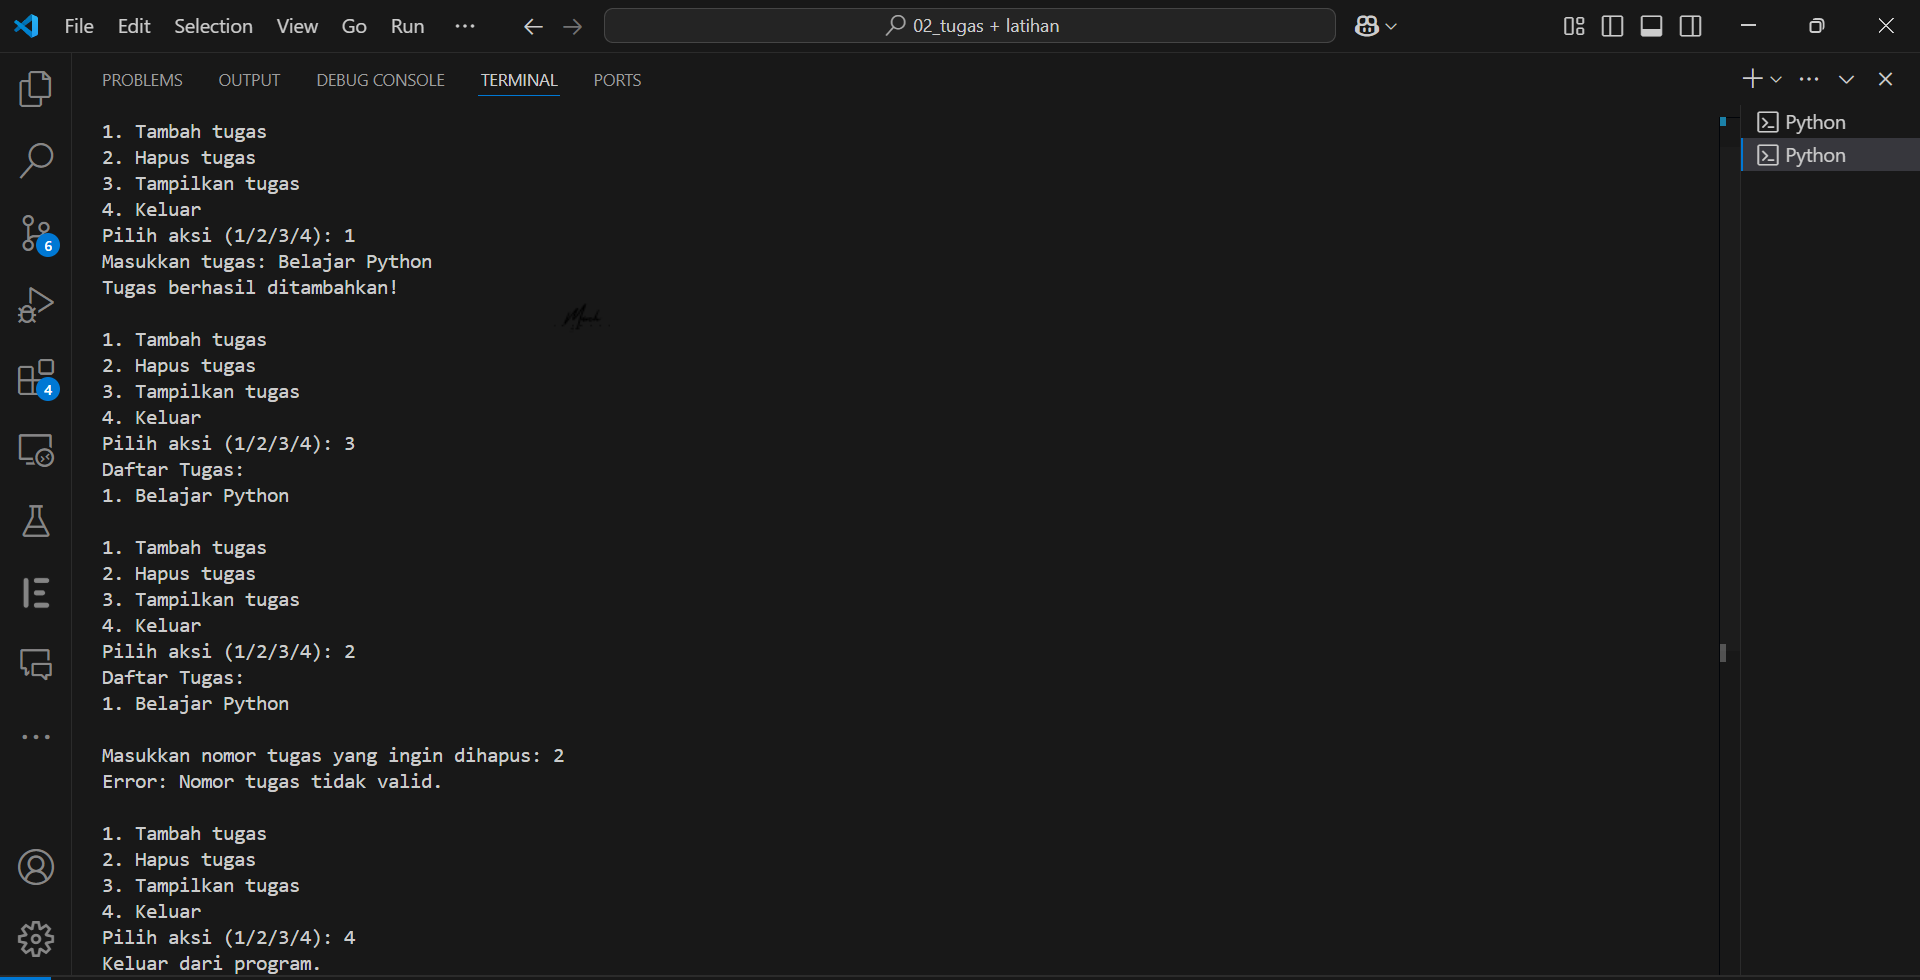 File Edit Selection View Go Run ...
02_tugas + latihan
PROBLEMS OUTPUT DEBUG CONSOLE TERMINAL PORTS
Python
Python
6
4
1. Tambah tugas
2. Hapus tugas
3. Tampilkan tugas
4. Keluar
Pilih aksi (1/2/3/4): 1
Masukkan tugas: Belajar Python
Tugas berhasil ditambahkan!
1. Tambah tugas
2. Hapus tugas
3. Tampilkan tugas
4. Keluar
Pilih aksi (1/2/3/4): 3
Daftar Tugas:
1. Belajar Python
1. Tambah tugas
2. Hapus tugas
3. Tampilkan tugas
4. Keluar
Pilih aksi (1/2/3/4): 2
Daftar Tugas:
1. Belajar Python
Masukkan nomor tugas yang ingin dihapus: 2
Error: Nomor tugas tidak valid.
1. Tambah tugas
2. Hapus tugas
3. Tampilkan tugas
4. Keluar
Pilih aksi (1/2/3/4): 4
Keluar dari program.